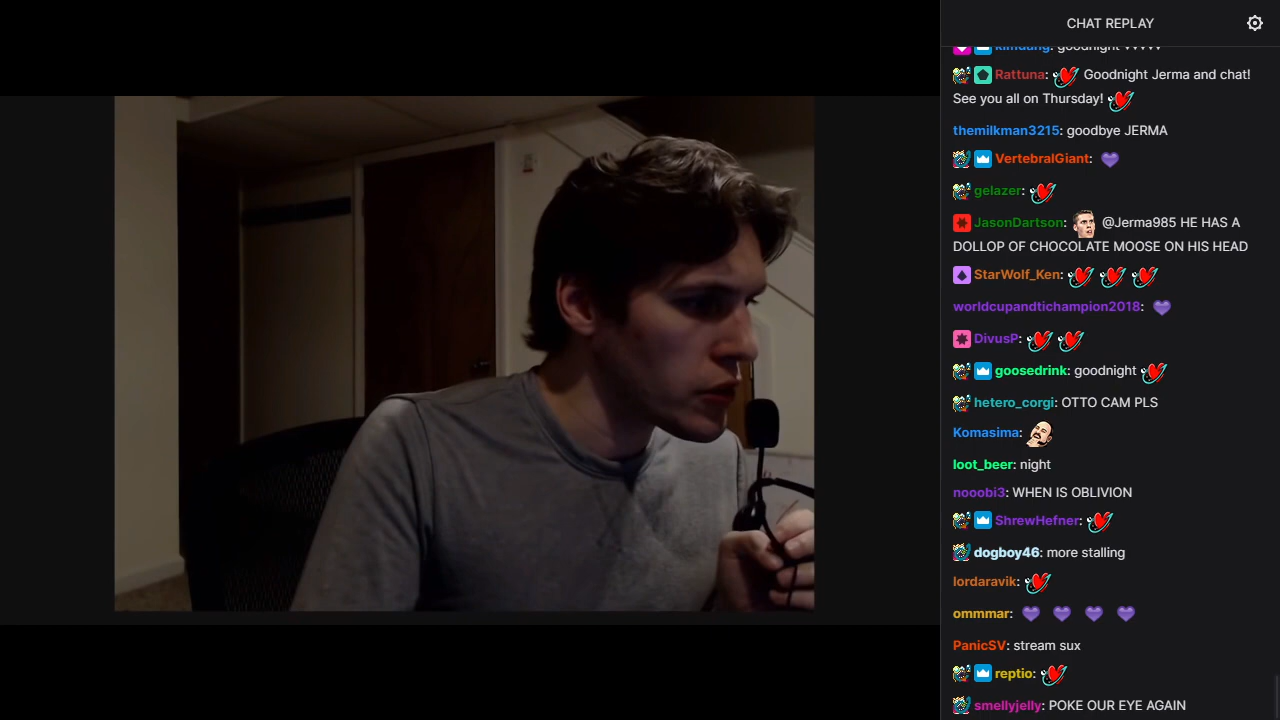 CHAT REPLAY
kimdang: goodnight vvvvv
Rattuna: Goodnight Jerma and chat!
See you all on Thursday!
themilkman3215: goodbye JERMA
VertebralGiant:
gelazer:
JasonDartson: @Jerma985 HE HAS A
DOLLOP OF CHOCOLATE MOOSE ON HIS HEAD
StarWolf_Ken:
worldcupandtichampion2018:
DivusP:
goosedrink: goodnight
hetero_corgi: OTTO CAM PLS
Komasima:
loot_beer: night
nooobi3: WHEN IS OBLIVION
ShrewHefner:
dogboy46: more stalling
lordaravik:
ommmar:
PanicSV: stream sux
reptio:
smellyjelly: POKE OUR EYE AGAIN